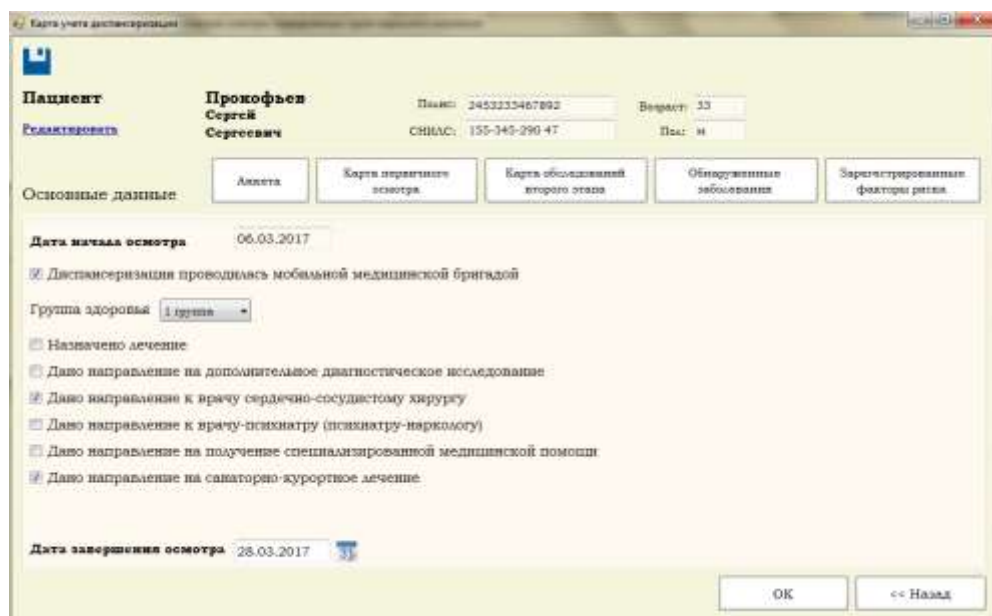 Карта учета диспансеризации
Пациент
Прокофьев
Сергей
Сергеевич
Полис: 2453233467892
Возраст: 33
Редактировать
СНИЛС: 155-345-290 47
Пол: м
Основные данные
Анкета
Карта первичного
осмотра
Карта обследований
второго этапа
Обнаруженные
заболевания
Зарегистрированные
факторы риска
Дата начала осмотра 06.03.2017
Диспансеризация проводилась мобильной медицинской бригадой
Группа здоровья 1 группа
Назначено лечение
Дано направление на дополнительное диагностическое исследование
Дано направление к врачу сердечно-сосудистому хирургу
Дано направление к врачу-психиатру (психиатру-наркологу)
Дано направление на получение специализированной медицинской помощи
Дано направление на санаторно-курортное лечение
Дата завершения осмотра 28.03.2017
OK
<< Назад